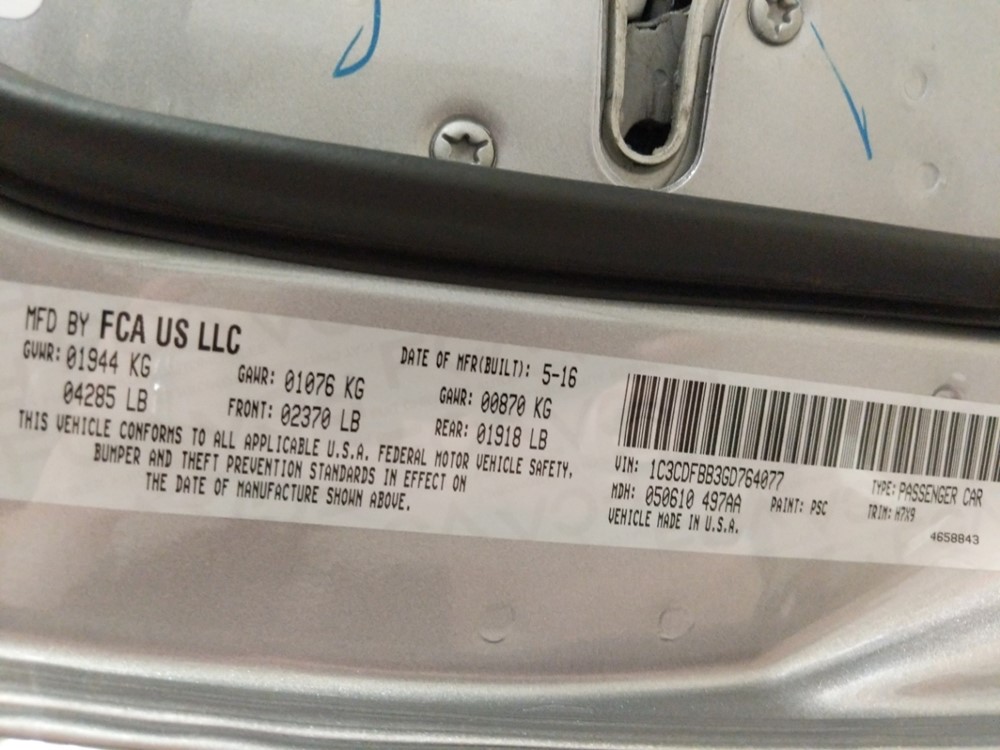 MFD BY FCA US LLC
DATE OF MFR(BUILT): 5-16
GVWR: 01944 KG
GAWR: 01076 KG
GAWR: 00870 KG
04285 LB
FRONT: 02370 LB
REAR: 01918 LB
THIS VEHICLE CONFORMS TO ALL APPLICABLE U.S.A. FEDERAL MOTOR VEHICLE SAFETY,
BUMPER AND THEFT PREVENTION STANDARDS IN EFFECT ON
THE DATE OF MANUFACTURE SHOWN ABOVE.
VIN: 1C3CDFBB3GD764077
TYPE: PASSENGER CAR
MDH: 050610 497AA
PAINT: PSC
TRIM: H7X9
VEHICLE MADE IN U.S.A.
4658843